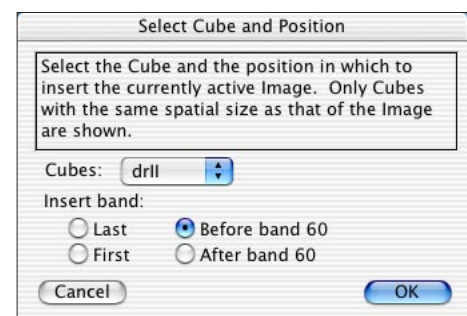 Select Cube and Position
Select the Cube and the position in which to
insert the currently active Image. Only Cubes
with the same spatial size as that of the Image
are shown.
Cubes: drII
Insert band:
Last Before band 60
First After band 60
Cancel OK